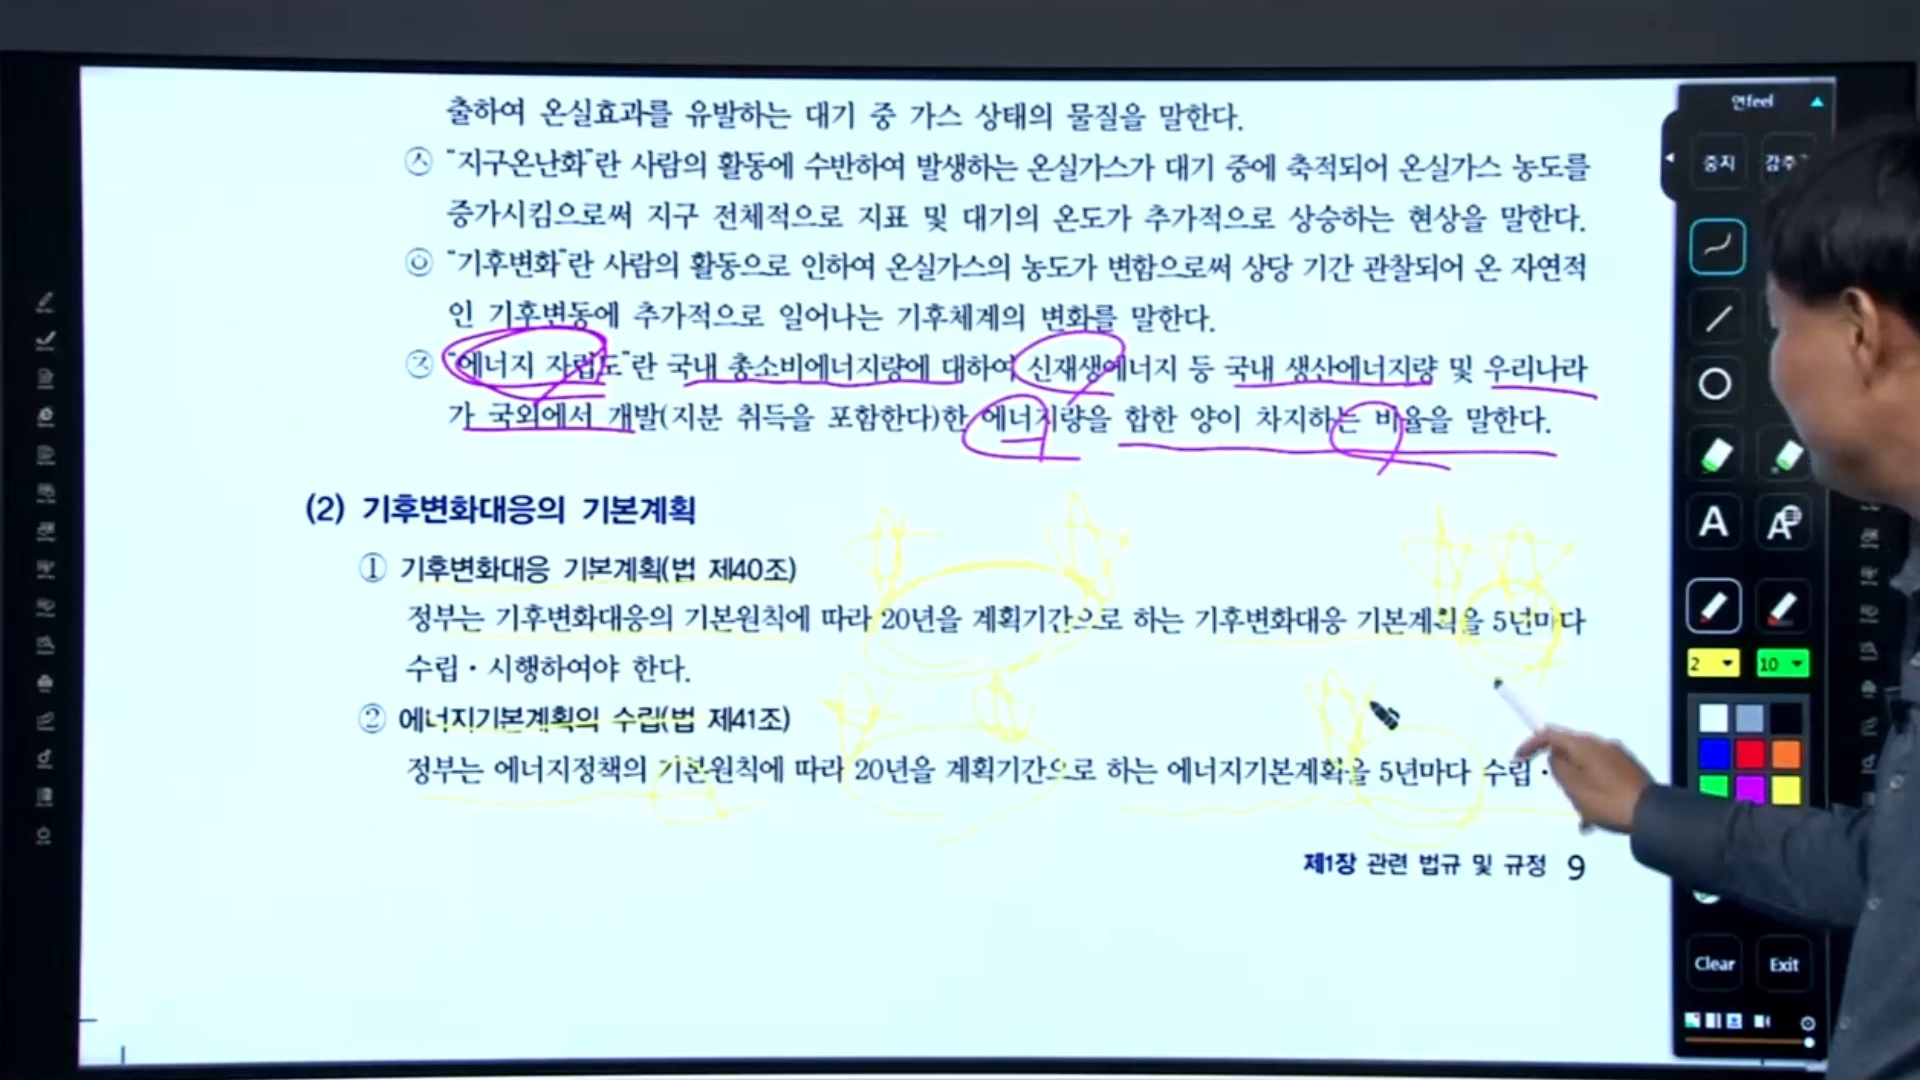 출하여 온실효과를 유발하는 대기 중 가스 상태의 물질을 말한다.
㉦ "지구온난화"란 사람의 활동에 수반하여 발생하는 온실가스가 대기 중에 축적되어 온실가스 농도를
증가시킴으로써 지구 전체적으로 지표 및 대기의 온도가 추가적으로 상승하는 현상을 말한다.
㉧ "기후변화"란 사람의 활동으로 인하여 온실가스의 농도가 변함으로써 상당 기간 관찰되어 온 자연적
인 기후변동에 추가적으로 일어나는 기후체계의 변화를 말한다.
㉨ "에너지 자립도"란 국내 총소비에너지량에 대하여 신재생에너지 등 국내 생산에너지량 및 우리나라
가 국외에서 개발(지분 취득을 포함한다)한 에너지량을 합한 양이 차지하는 비율을 말한다.
(2) 기후변화대응의 기본계획
① 기후변화대응 기본계획(법 제40조)
정부는 기후변화대응의 기본원칙에 따라 20년을 계획기간으로 하는 기후변화대응 기본계획을 5년마다
수립·시행하여야 한다.
② 에너지기본계획의 수립(법 제41조)
정부는 에너지정책의 기본원칙에 따라 20년을 계획기간으로 하는 에너지기본계획을 5년마다 수립·
제1장 관련 법규 및 규정 9
연feel
중지
A
A
2
10
Clear
Exit